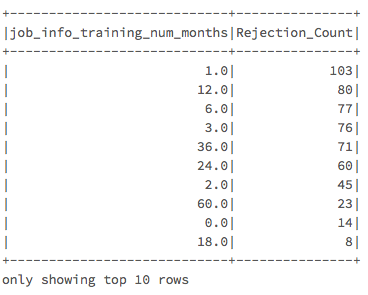 +---------------------------+---------------+
|job_info_training_num_months|Rejection_Count|
+---------------------------+---------------+
| 1.0| 103|
| 12.0| 80|
| 6.0| 77|
| 3.0| 76|
| 36.0| 71|
| 24.0| 60|
| 2.0| 45|
| 60.0| 23|
| 0.0| 14|
| 18.0| 8|
+---------------------------+---------------+
only showing top 10 rows